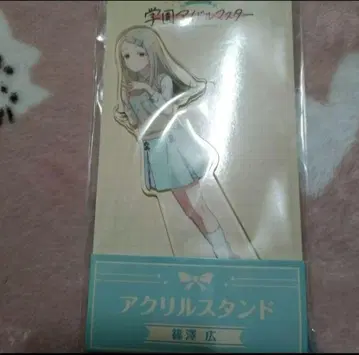 学園アイドルマスター
アクリルスタンド
篠澤 広